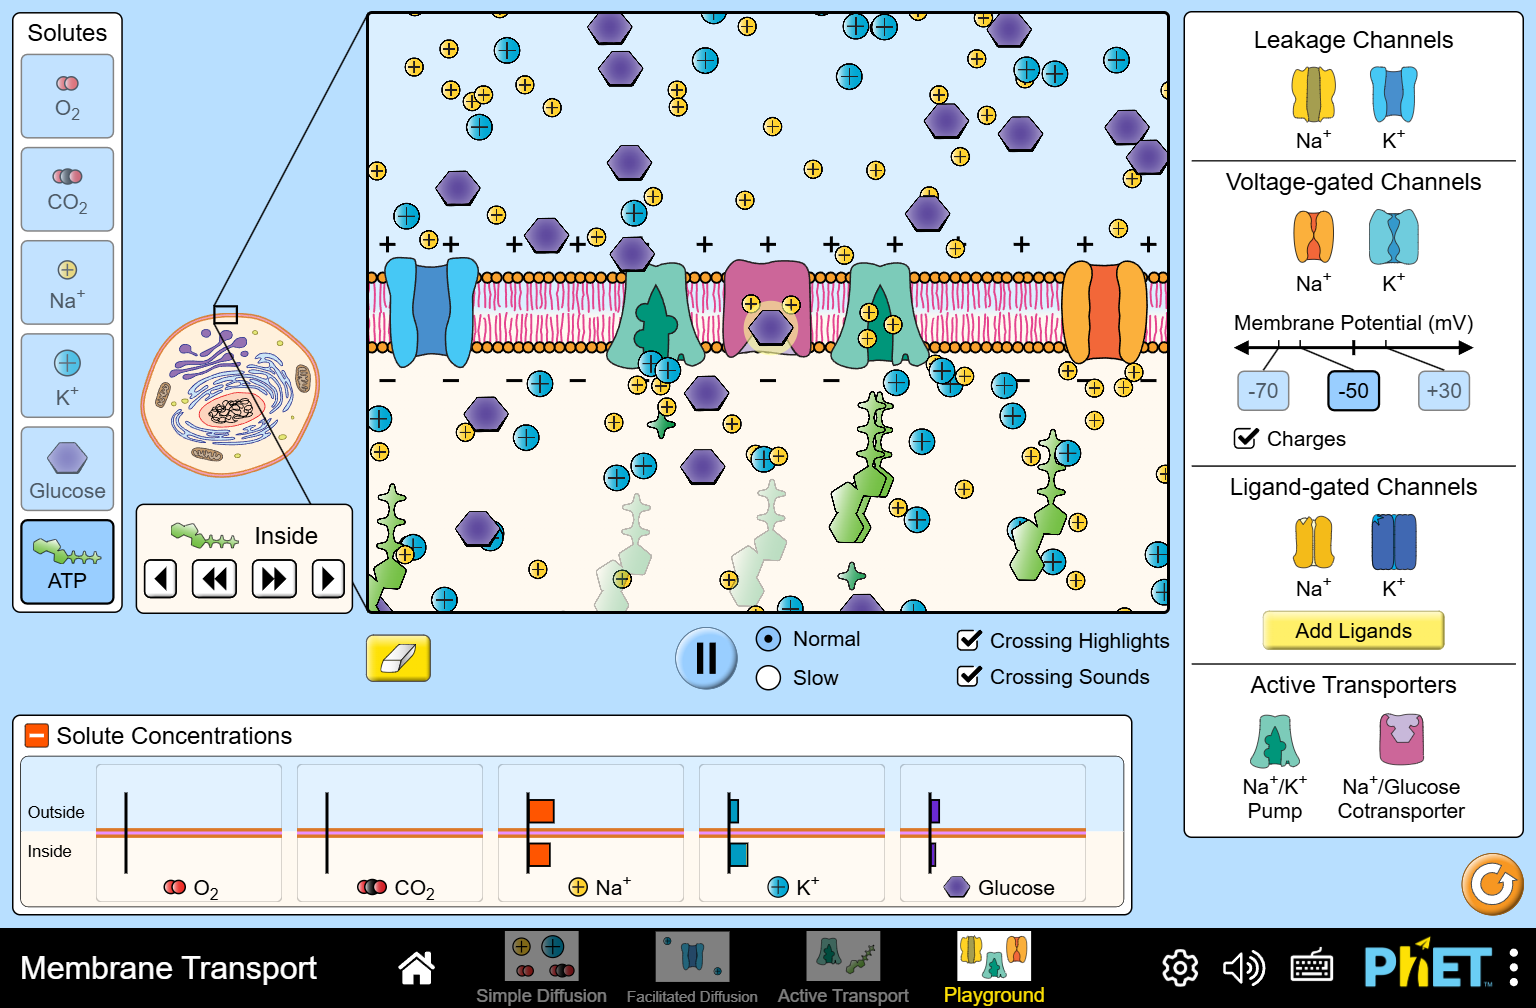 Solutes
O2
CO2
Na+
K+
Glucose
ATP
Inside
Normal
Slow
Crossing Highlights
Crossing Sounds
Leakage Channels
Na+
K+
Voltage-gated Channels
Na+
K+
Membrane Potential (mV)
-70
-50
+30
Charges
Ligand-gated Channels
Na+
K+
Add Ligands
Active Transporters
Na+/K+
Pump
Na+/Glucose
Cotransporter
Solute Concentrations
Outside
Inside
O2
CO2
Na+
K+
Glucose
Membrane Transport
Simple Diffusion
Facilitated Diffusion
Active Transport
Playground
PhET